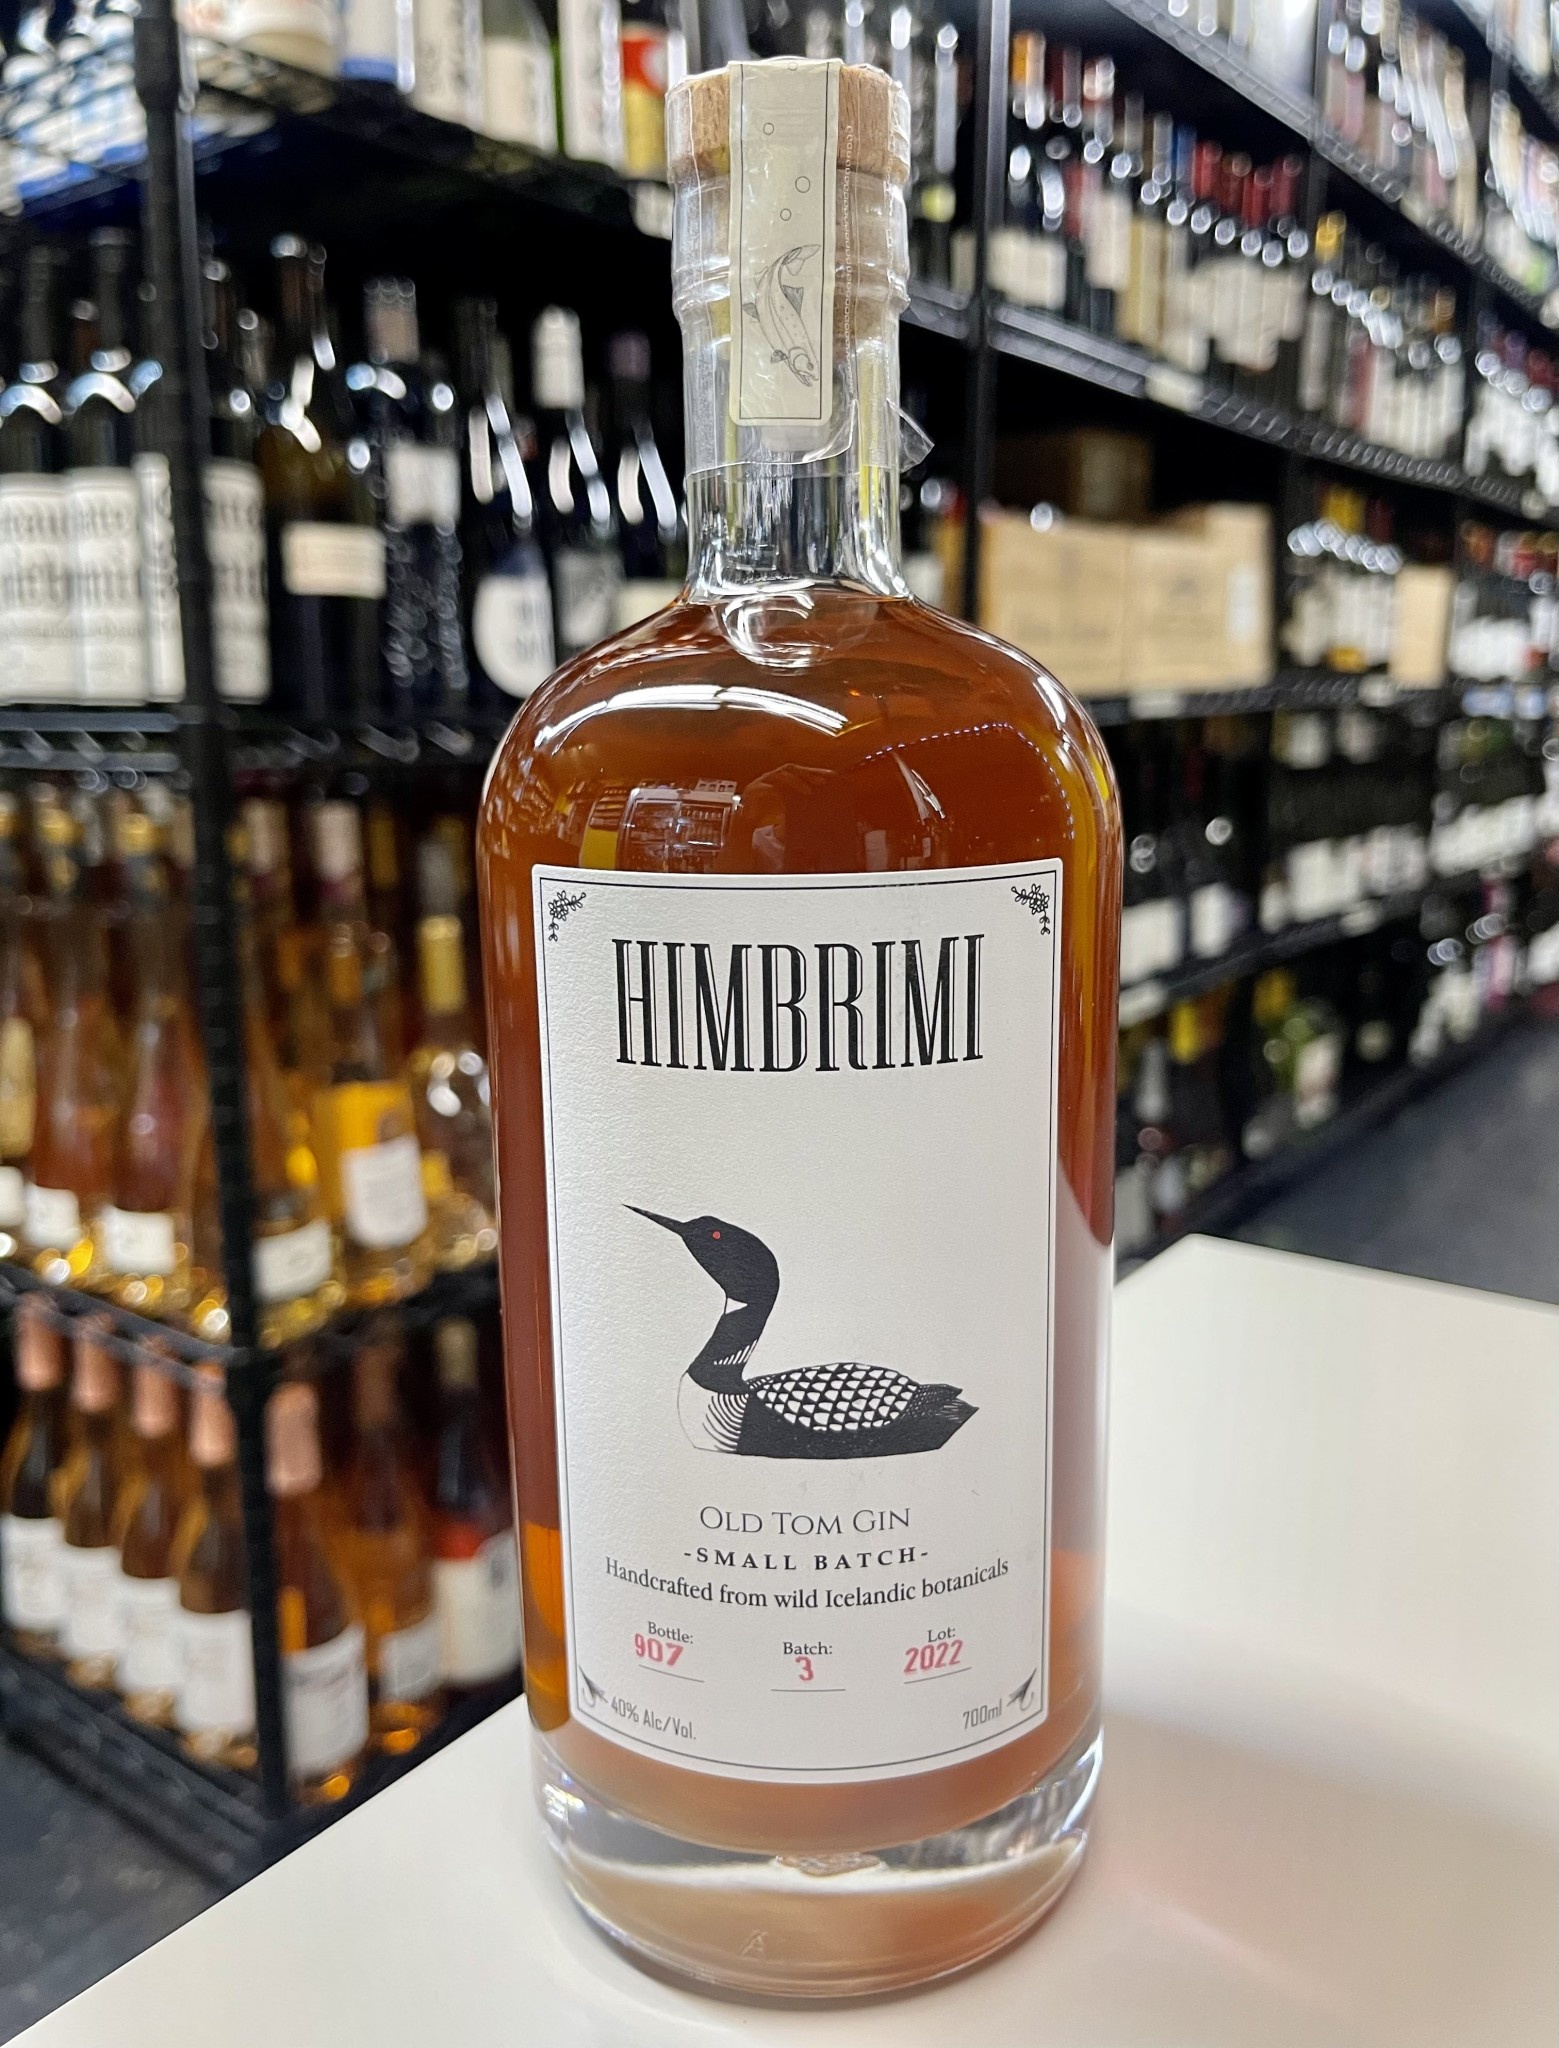 HIMBRIMI
OLD TOM GIN
-SMALL BATCH-
Handcrafted from wild Icelandic botanicals
Bottle: 907
Batch: 3
Lot: 2022
40% Alc/Vol.
700ml